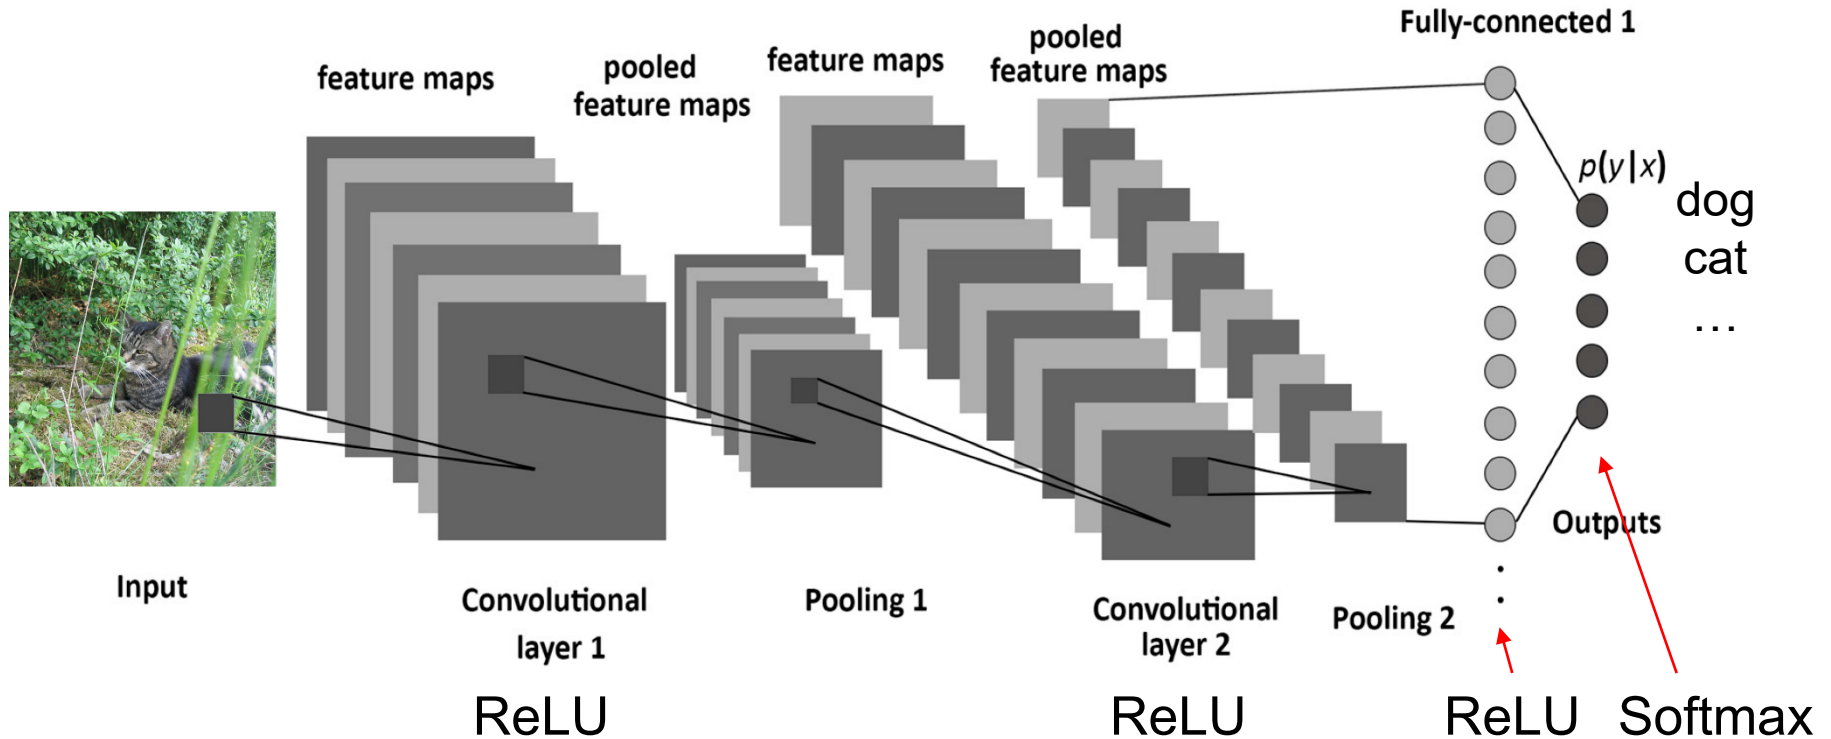 Fully-connected 1
pooled
feature maps
feature maps
feature maps
pooled
feature maps
p(y|x)
dog
cat
...
Outputs
Input
Convolutional
layer 1
Pooling 1
Convolutional
layer 2
Pooling 2
ReLU
ReLU
ReLU
Softmax